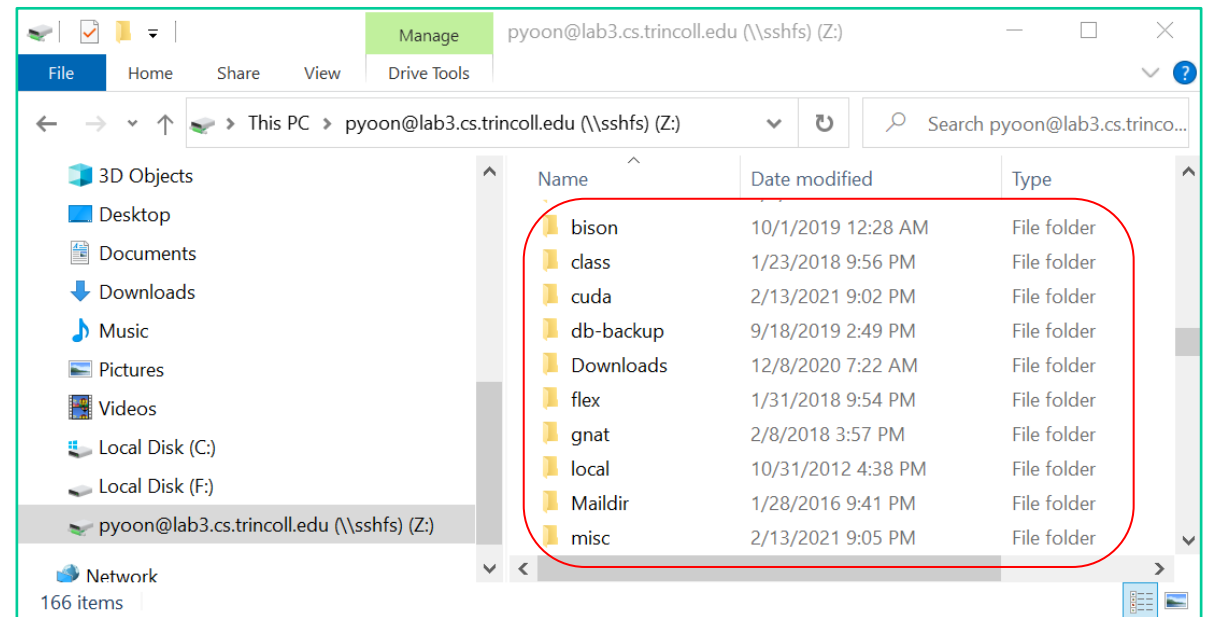 Manage
pyoon@lab3.cs.trincoll.edu (\\sshfs) (Z:)
File Home Share View Drive Tools
This PC > pyoon@lab3.cs.trincoll.edu (\\sshfs) (Z:)
Search pyoon@lab3.cs.trinco...
3D Objects
Desktop
Documents
Downloads
Music
Pictures
Videos
Local Disk (C:)
Local Disk (F:)
pyoon@lab3.cs.trincoll.edu (\\sshfs) (Z:)
Network
Name Date modified Type
bison 10/1/2019 12:28 AM File folder
class 1/23/2018 9:56 PM File folder
cuda 2/13/2021 9:02 PM File folder
db-backup 9/18/2019 2:49 PM File folder
Downloads 12/8/2020 7:22 AM File folder
flex 1/31/2018 9:54 PM File folder
gnat 2/8/2018 3:57 PM File folder
local 10/31/2012 4:38 PM File folder
Maildir 1/28/2016 9:41 PM File folder
misc 2/13/2021 9:05 PM File folder
166 items